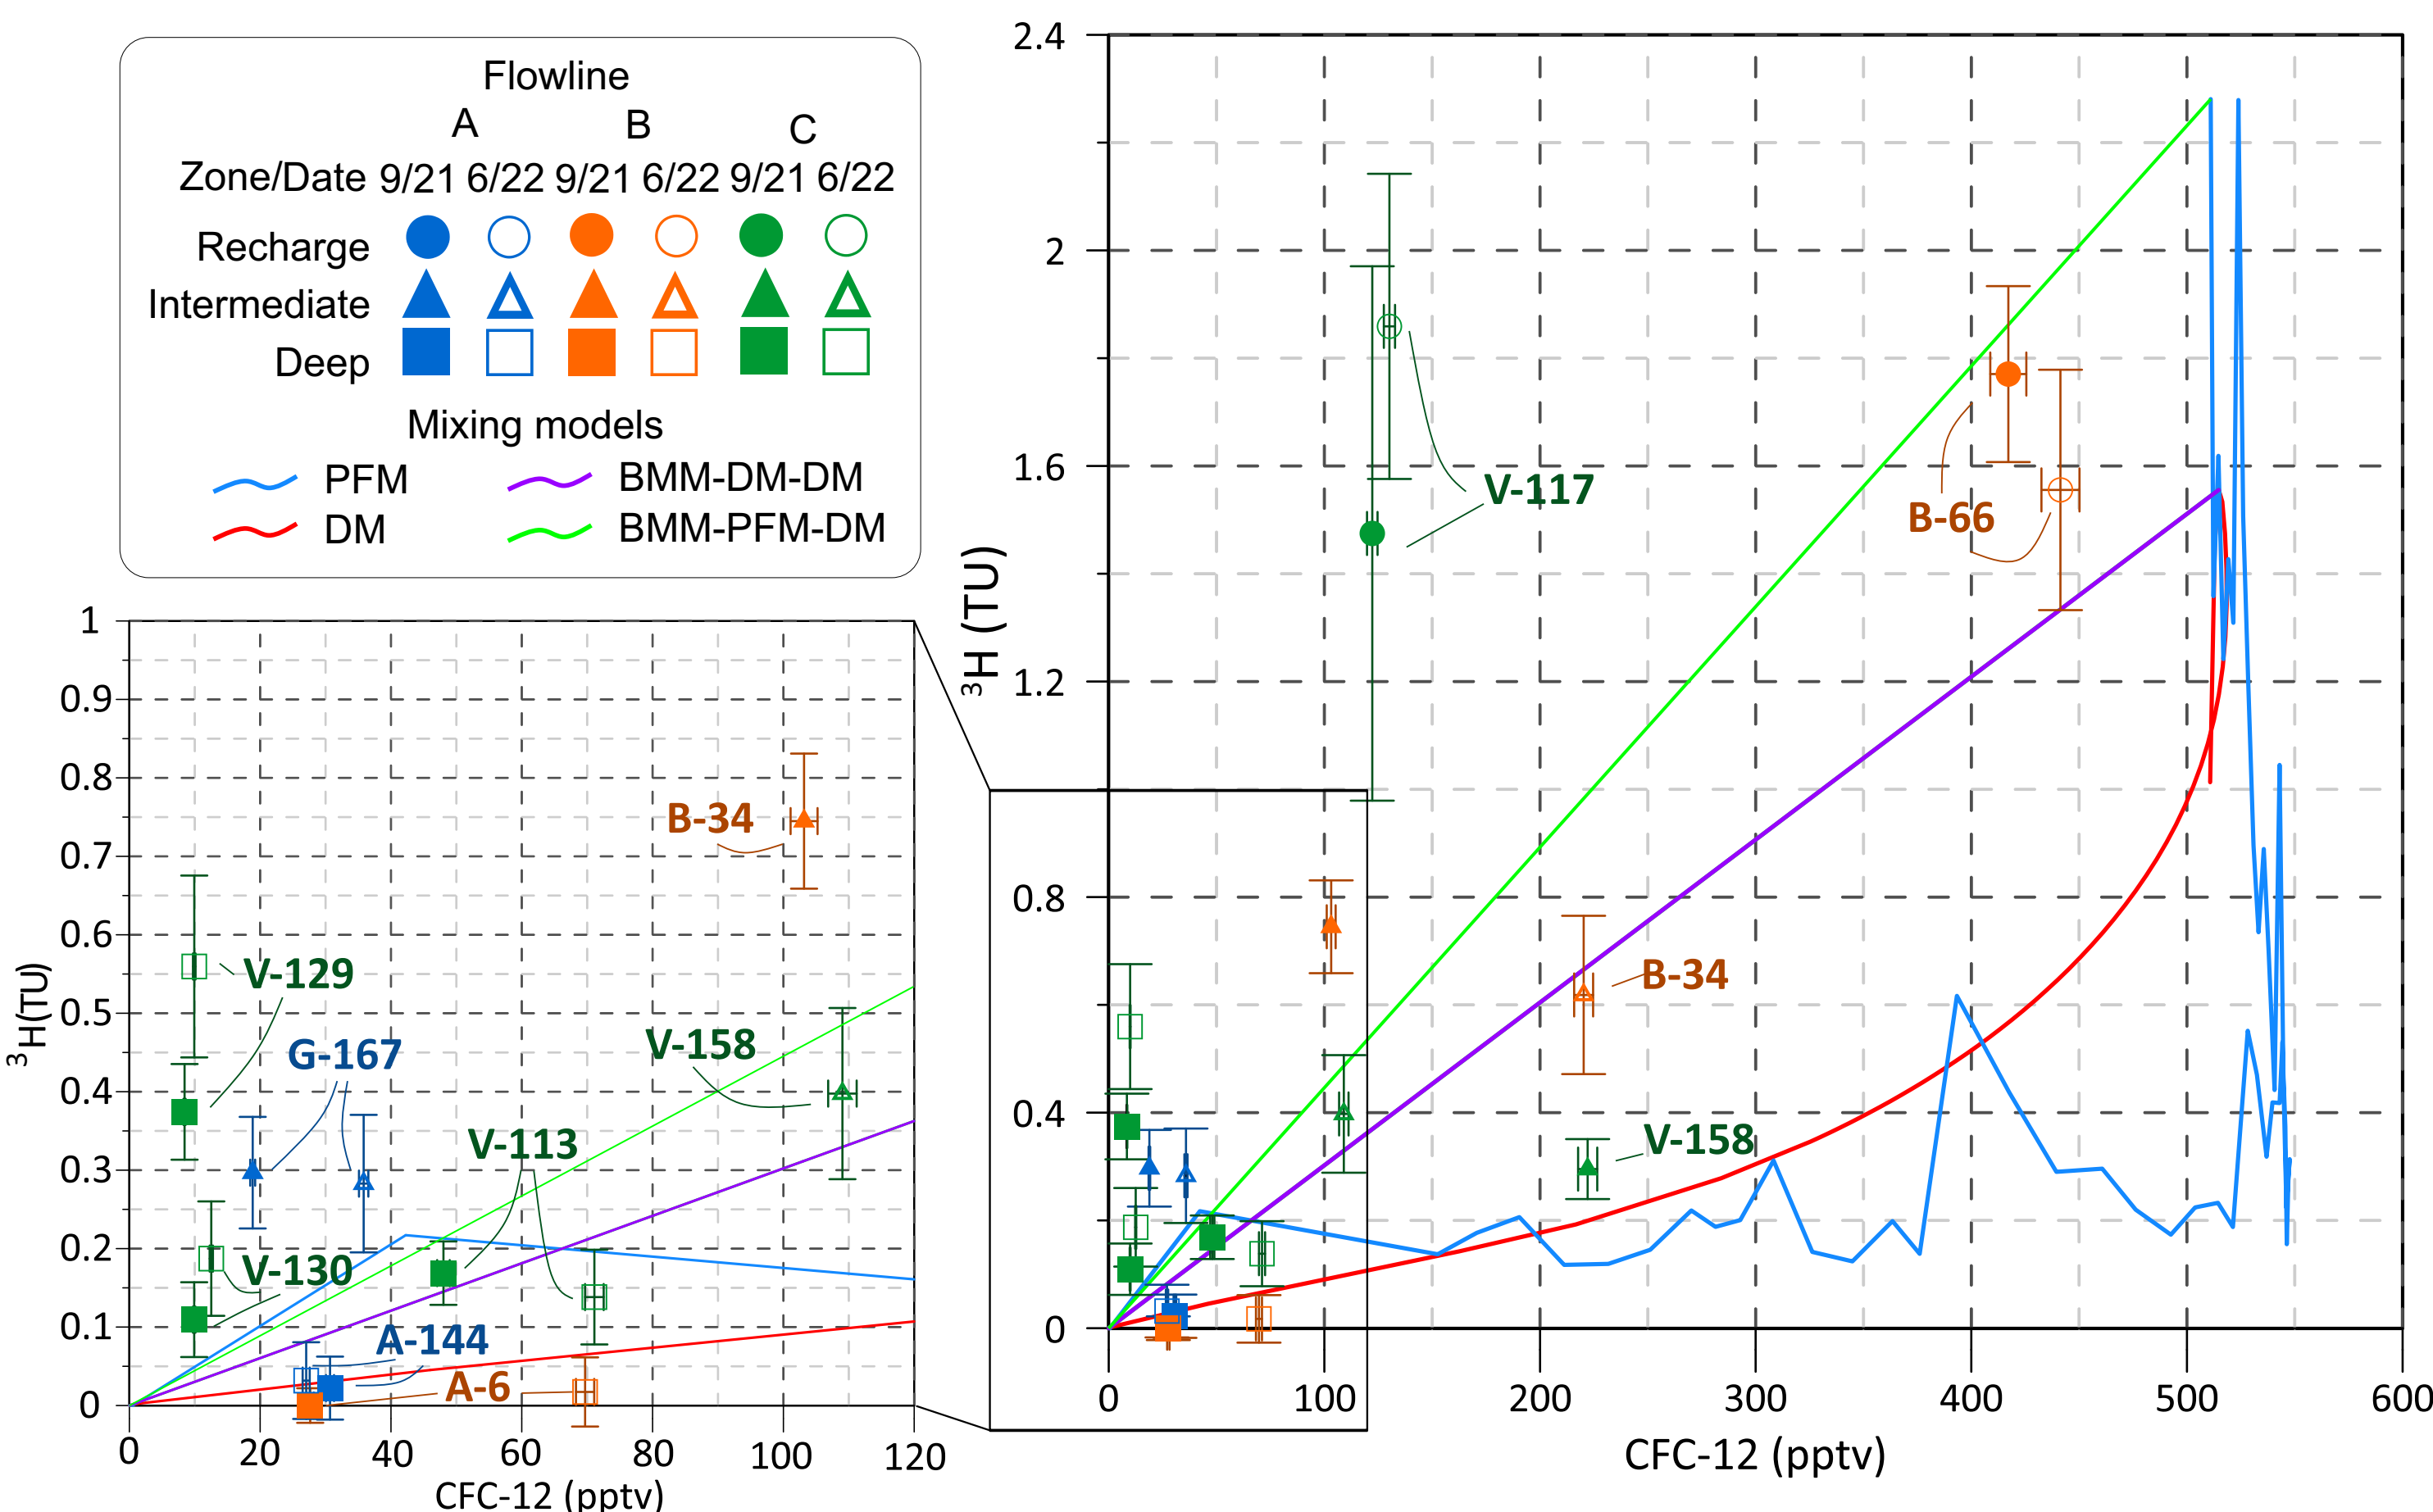 Flowline
A B C
Zone/Date 9/21 6/22 9/21 6/22 9/21 6/22
Recharge
Intermediate
Deep
Mixing models
PFM BMM-DM-DM
DM BMM-PFM-DM
1
0.9
0.8
0.7
0.6
0.5
0.4
0.3
0.2
0.1
0
³H(TU)
B-34
V-129
G-167
V-158
V-113
V-130
A-144
A-6
0 20 40 60 80 100 120
CFC-12 (pptv)
2.4
2
1.6
1.2
0.8
0.4
0
³H (TU)
V-117
B-66
B-34
V-158
0 100 200 300 400 500 600
CFC-12 (pptv)